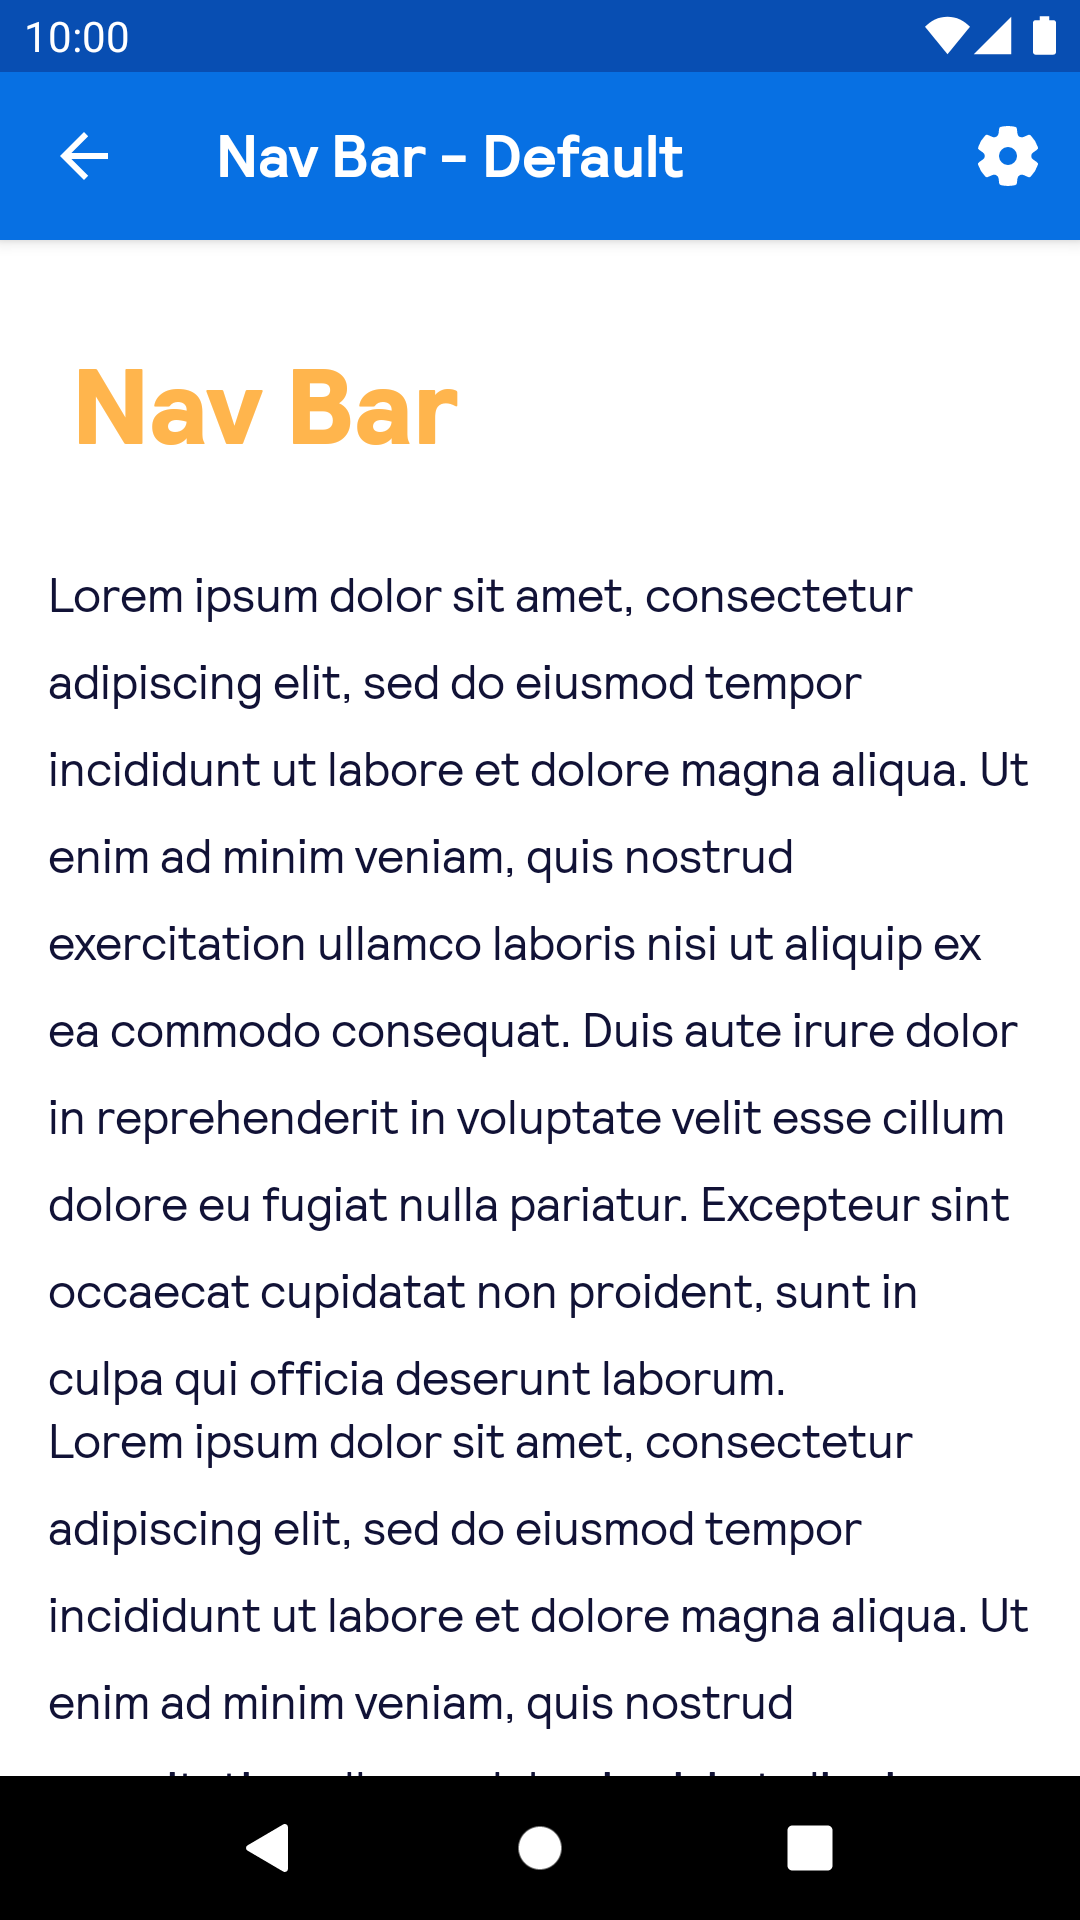 10:00
Nav Bar - Default
Nav Bar
Lorem ipsum dolor sit amet, consectetur
adipiscing elit, sed do eiusmod tempor
incididunt ut labore et dolore magna aliqua. Ut
enim ad minim veniam, quis nostrud
exercitation ullamco laboris nisi ut aliquip ex
ea commodo consequat. Duis aute irure dolor
in reprehenderit in voluptate velit esse cillum
dolore eu fugiat nulla pariatur. Excepteur sint
occaecat cupidatat non proident, sunt in
culpa qui officia deserunt laborum.
Lorem ipsum dolor sit amet, consectetur
adipiscing elit, sed do eiusmod tempor
incididunt ut labore et dolore magna aliqua. Ut
enim ad minim veniam, quis nostrud